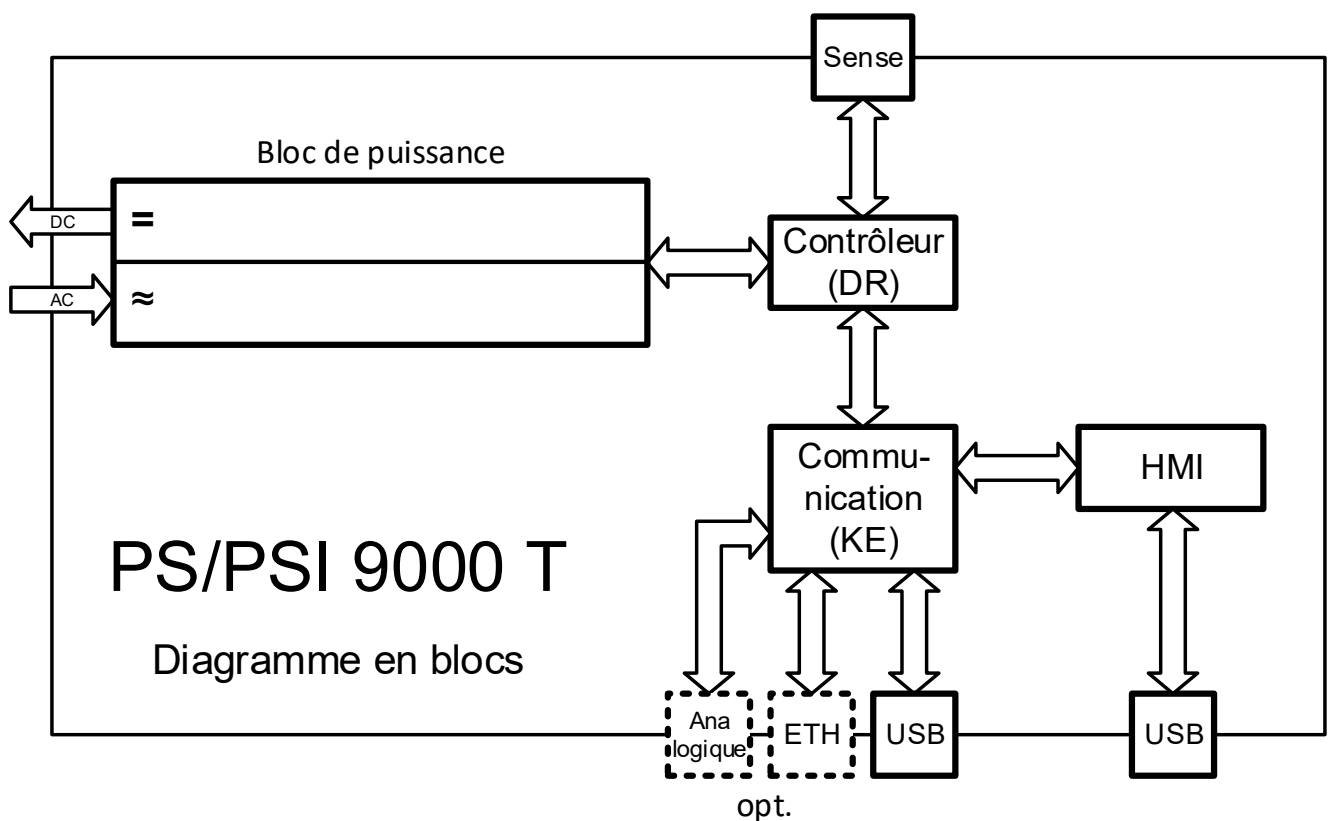 Sense
Bloc de puissance
DC
=
AC
≈
Contrôleur
(DR)
Commu-
nication
(KE)
HMI
PS/PSI 9000 T
Diagramme en blocs
Ana
logique
ETH
USB
USB
opt.